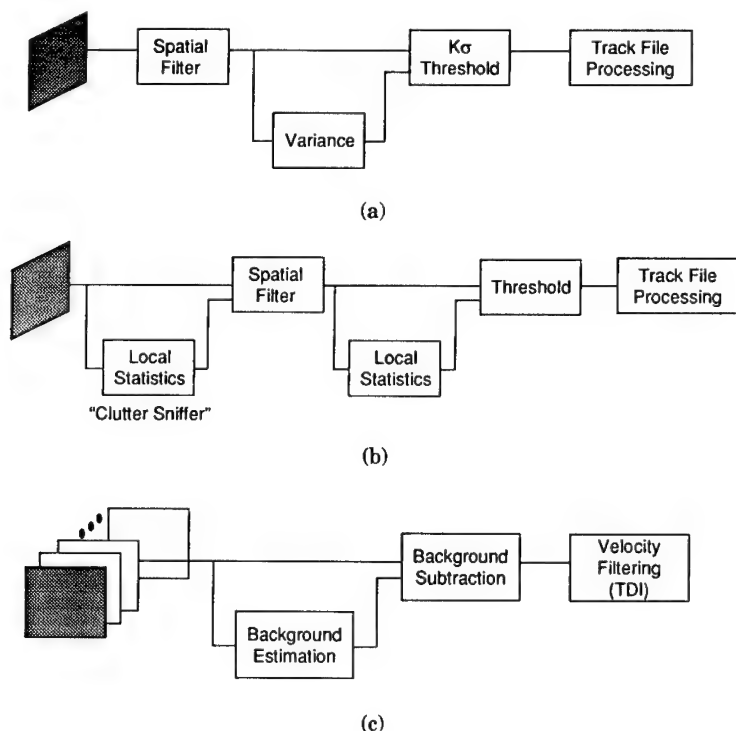 Spatial
Filter
Kσ
Threshold
Track File
Processing
Variance
(a)
Spatial
Filter
Threshold
Track File
Processing
Local
Statistics
Local
Statistics
“Clutter Sniffer”
(b)
Background
Subtraction
Velocity
Filtering
(TDI)
Background
Estimation
(c)